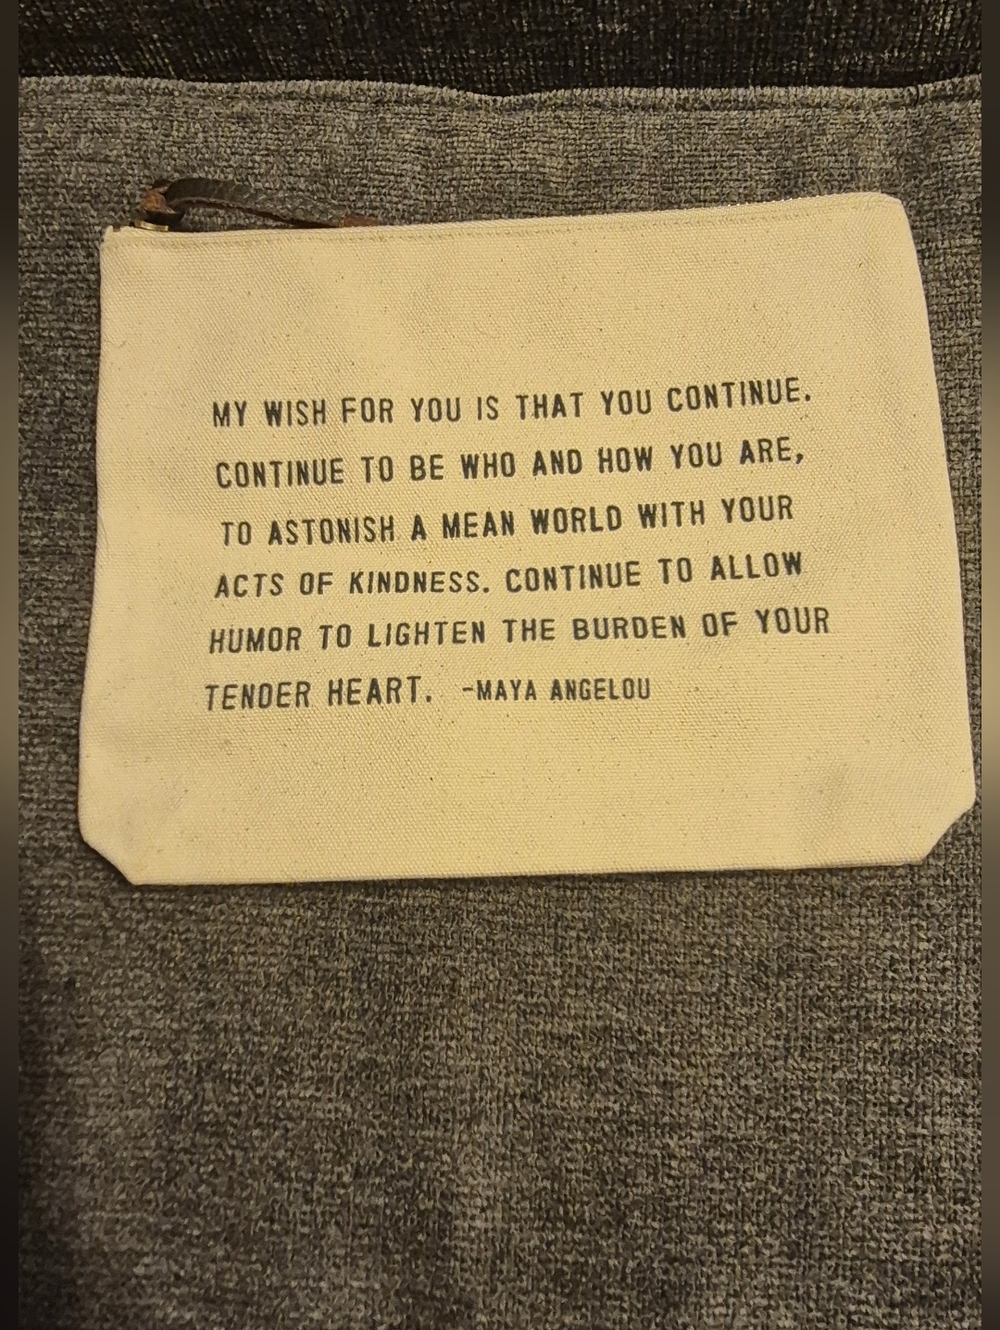 MY WISH FOR YOU IS THAT YOU CONTINUE.
CONTINUE TO BE WHO AND HOW YOU ARE,
TO ASTONISH A MEAN WORLD WITH YOUR
ACTS OF KINDNESS. CONTINUE TO ALLOW
HUMOR TO LIGHTEN THE BURDEN OF YOUR
TENDER HEART. -MAYA ANGELOU